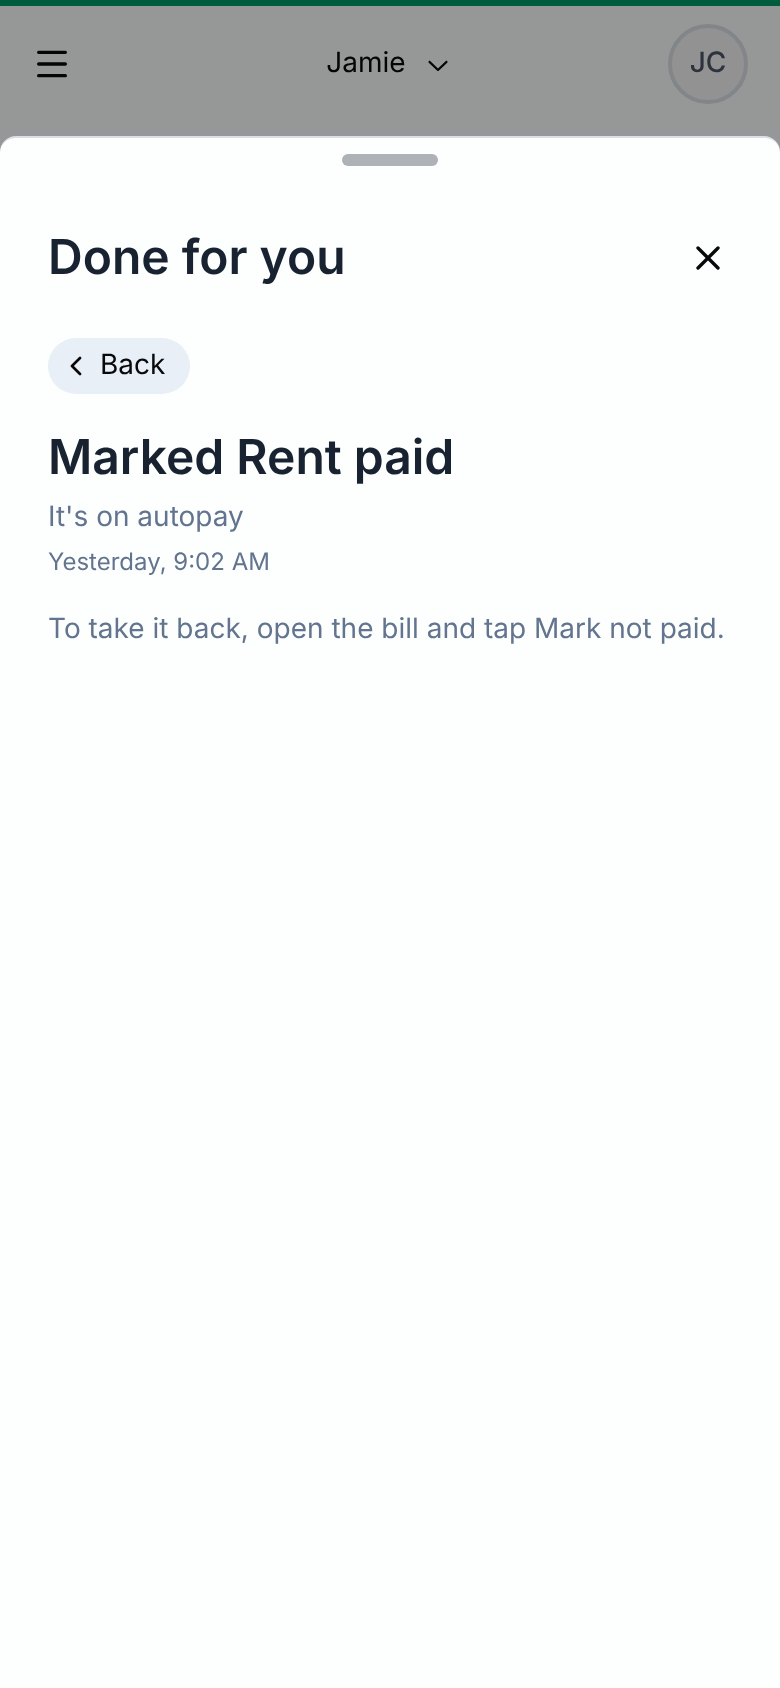 Jamie
JC
Done for you
Back
Marked Rent paid
It's on autopay
Yesterday, 9:02 AM
To take it back, open the bill and tap Mark not paid.